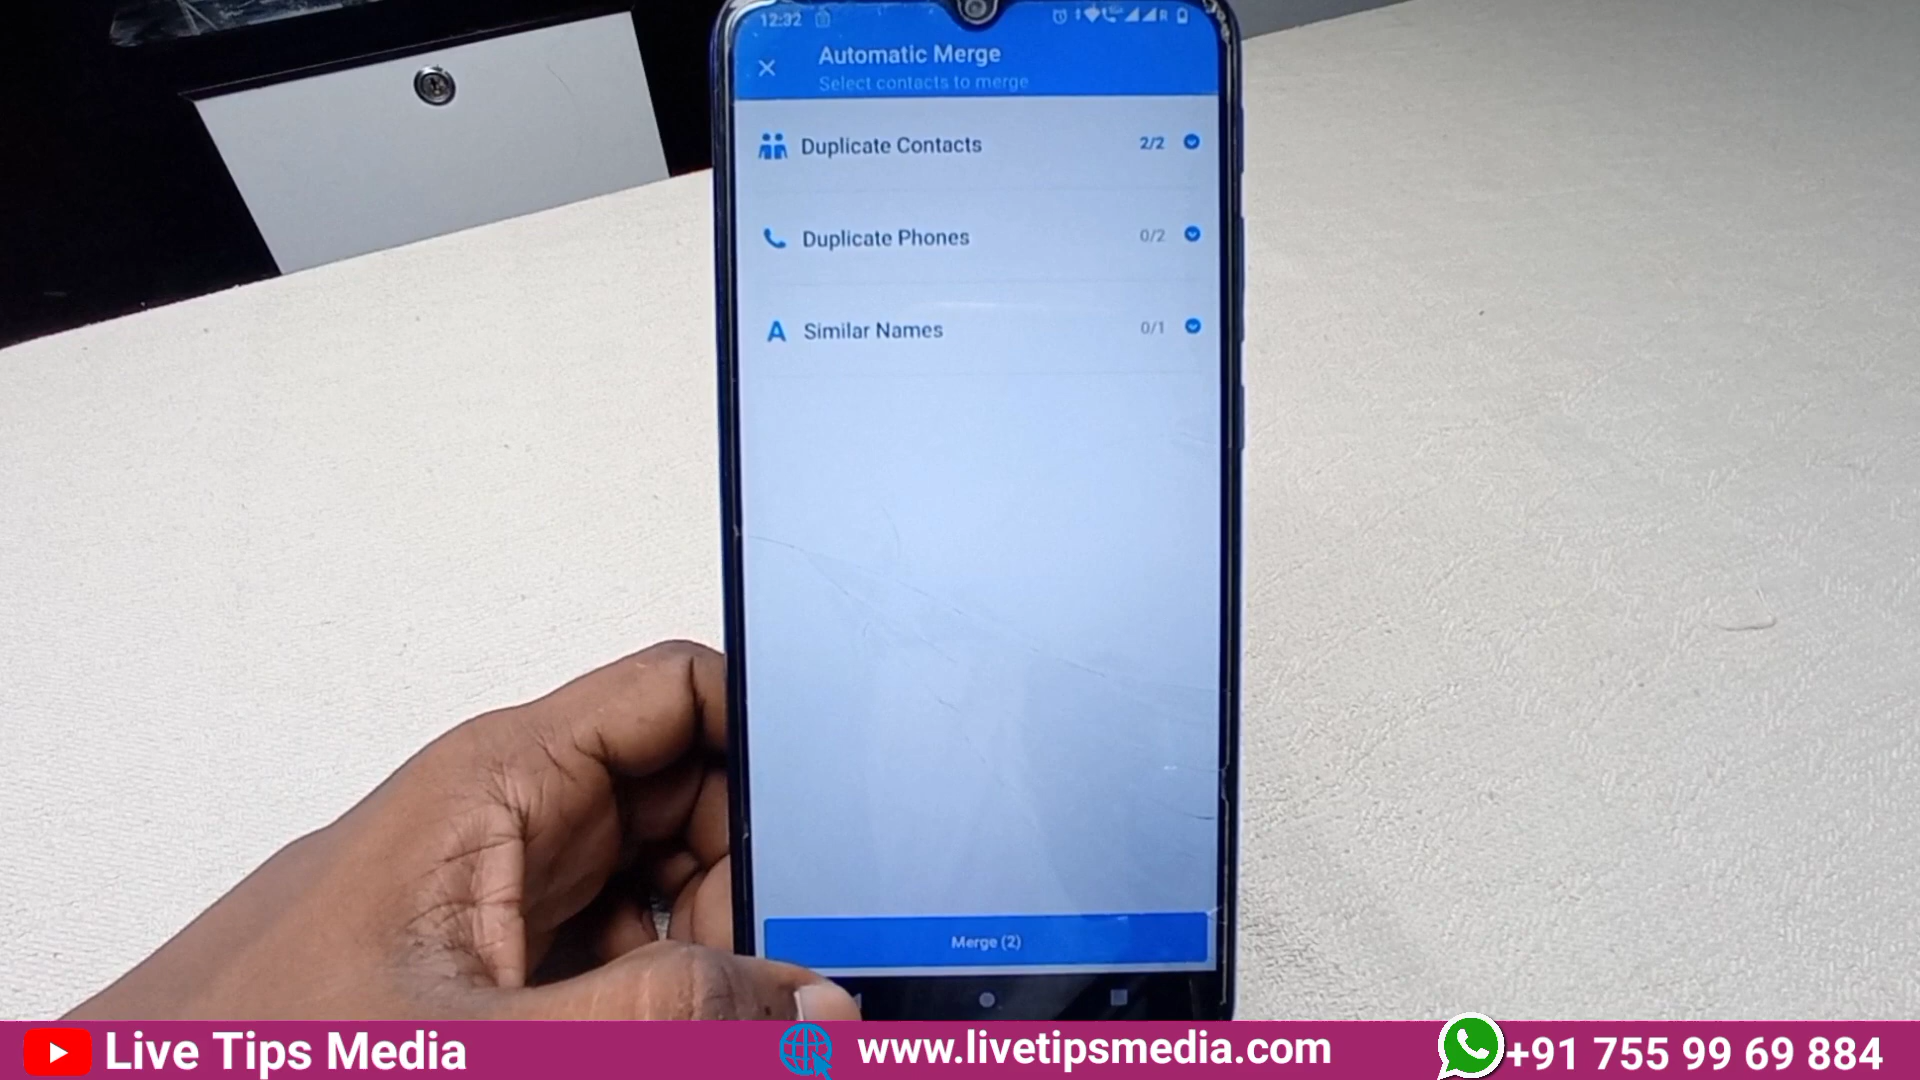 12:32
R
Automatic Merge
Select contacts to merge
Duplicate Contacts
2/2
Duplicate Phones
0/2
Similar Names
0/1
Merge (2)
Live Tips Media
www.livetipsmedia.com
+91 755 99 69 884